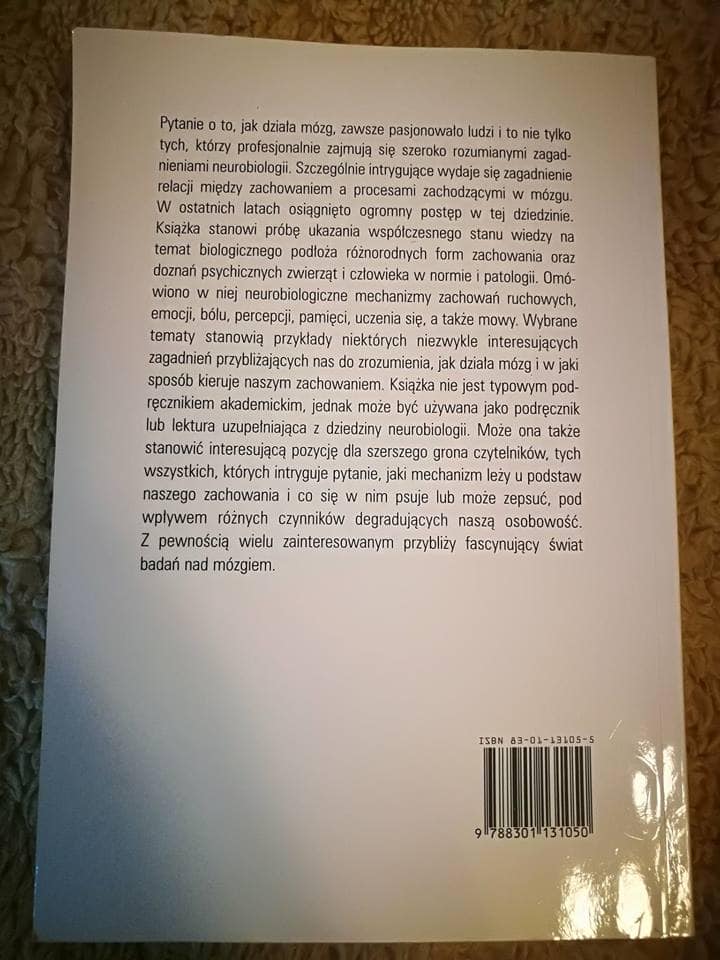 Pytanie o to, jak działa mózg, zawsze pasjonowało ludzi i to nie tylko
tych, którzy profesjonalnie zajmują się szeroko rozumianymi zagad-
nieniami neurobiologii. Szczególnie intrygujące wydaje się zagadnienie
relacji między zachowaniem a procesami zachodzącymi w mózgu.
W ostatnich latach osiągnięto ogromny postęp w tej dziedzinie.
Książka stanowi próbę ukazania współczesnego stanu wiedzy na
temat biologicznego podłoża różnorodnych form zachowania oraz
doznań psychicznych zwierząt i człowieka w normie i patologii. Omó-
wiono w niej neurobiologiczne mechanizmy zachowań ruchowych,
emocji, bólu, percepcji, pamięci, uczenia się, a także mowy. Wybrane
tematy stanowią przykłady niektórych niezwykle interesujących
zagadnień przybliżających nas do zrozumienia, jak działa mózg i w jaki
sposób kieruje naszym zachowaniem. Książka nie jest typowym pod-
ręcznikiem akademickim, jednak może być używana jako podręcznik
lub lektura uzupełniająca z dziedziny neurobiologii. Może ona także
stanowić interesującą pozycję dla szerszego grona czytelników, tych
wszystkich, których intryguje pytanie, jaki mechanizm leży u podstaw
naszego zachowania i co się w nim psuje lub może zepsuć, pod
wpływem różnych czynników degradujących naszą osobowość.
Z pewnością wielu zainteresowanym przybliży fascynujący świat
badań nad mózgiem.
ISBN 83-01-13105-5
9 788301 131050